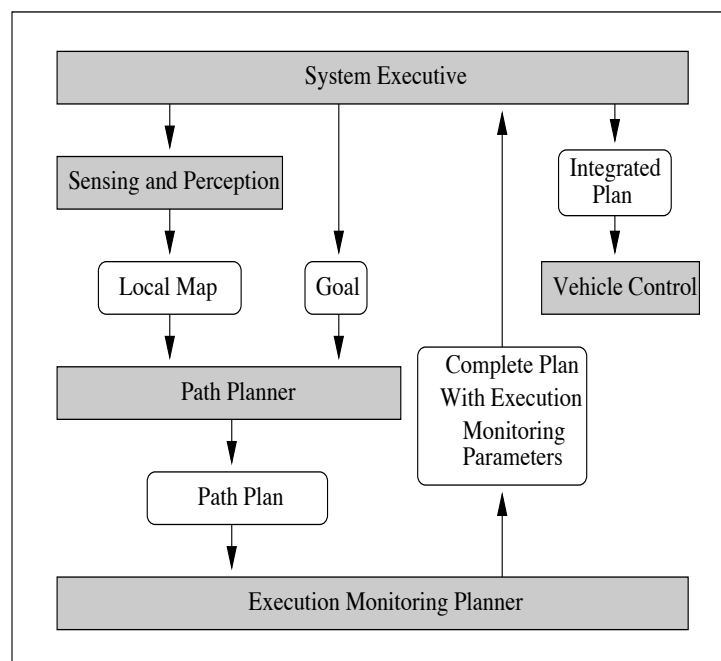 System Executive
Sensing and Perception
Integrated
Plan
Local Map
Goal
Vehicle Control
Path Planner
Complete Plan
With Execution
Monitoring
Parameters
Path Plan
Execution Monitoring Planner